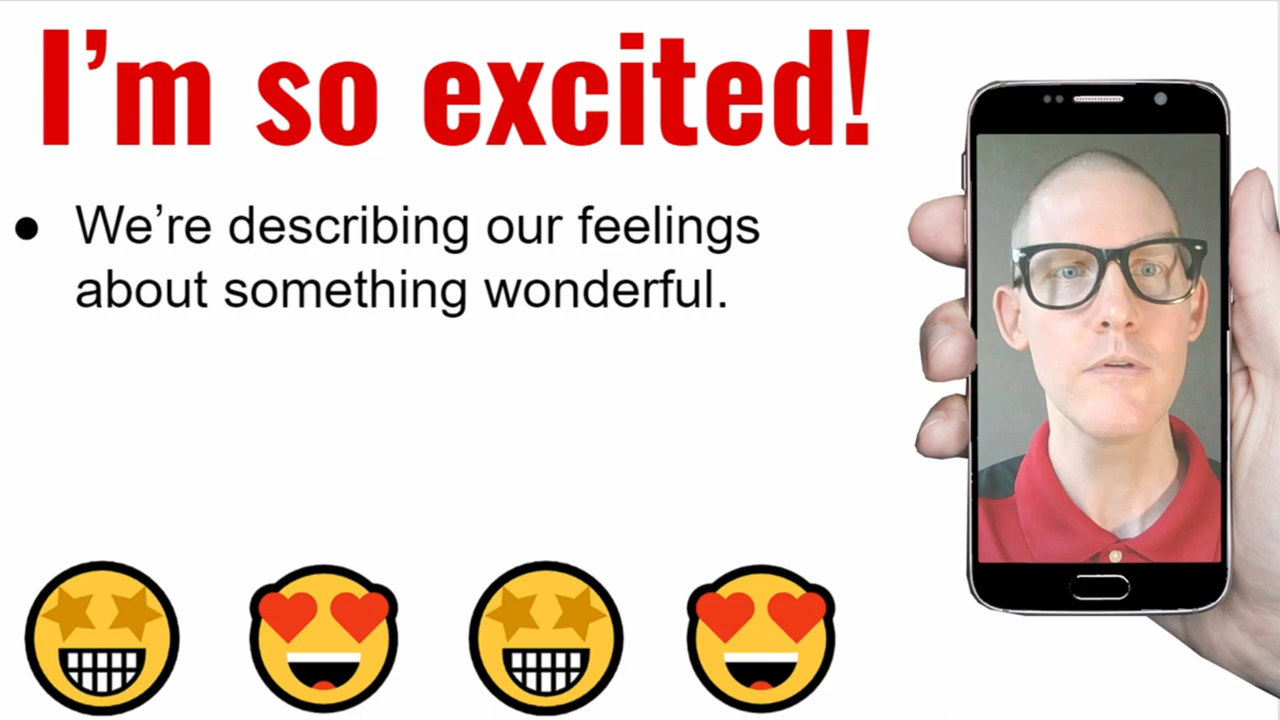 I’m so excited!
● We’re describing our feelings
about something wonderful.